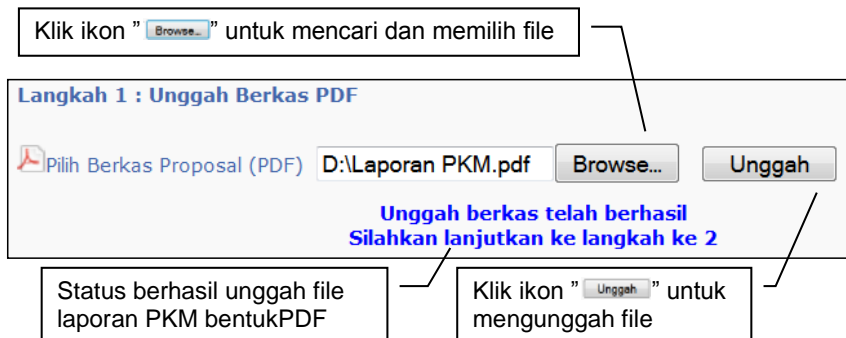 Klik ikon ” Browse... ” untuk mencari dan memilih file
Langkah 1 : Unggah Berkas PDF
Pilih Berkas Proposal (PDF) D:\Laporan PKM.pdf Browse... Unggah
Unggah berkas telah berhasil
Silahkan lanjutkan ke langkah ke 2
Status berhasil unggah file
laporan PKM bentukPDF
Klik ikon ” Unggah ” untuk
mengunggah file